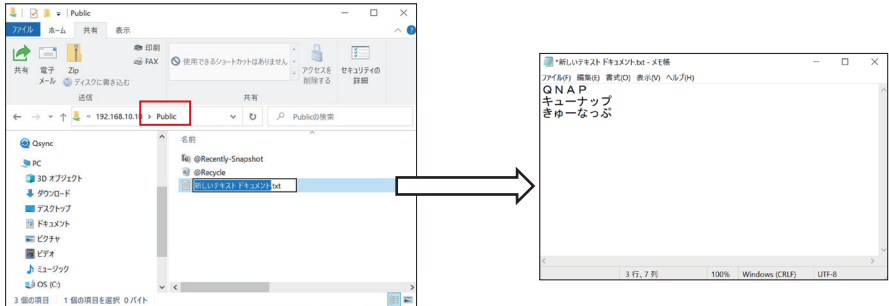 Public
ファイル ホーム 共有 表示
共有
電子メール
Zip
ディスクに書き込む
印刷
FAX
送信
使用できるショートカットはありません
アクセスを削除する
セキュリティの詳細
共有
192.168.10.10 › Public
Publicの検索
Qsync
PC
3D オブジェクト
ダウンロード
デスクトップ
ドキュメント
ピクチャ
ビデオ
ミュージック
OS (C:)
名前
@Recently-Snapshot
@Recycle
新しいテキスト ドキュメント.txt
3 個の項目 1 個の項目を選択 0 バイト
*新しいテキスト ドキュメント.txt - メモ帳
ファイル(F) 編集(E) 書式(O) 表示(V) ヘルプ(H)
ＱＮＡＰ
キューナップ
きゅーなっぷ
3 行、7 列 100% Windows (CRLF) UTF-8